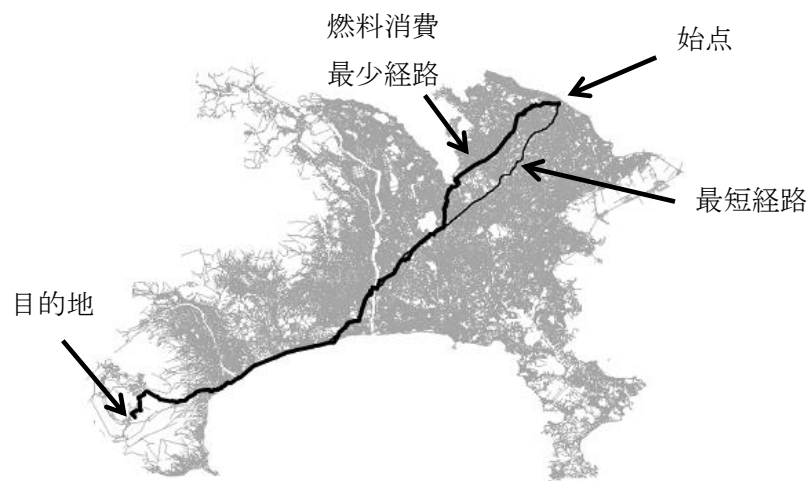 燃料消費
最少経路
始点
最短経路
目的地